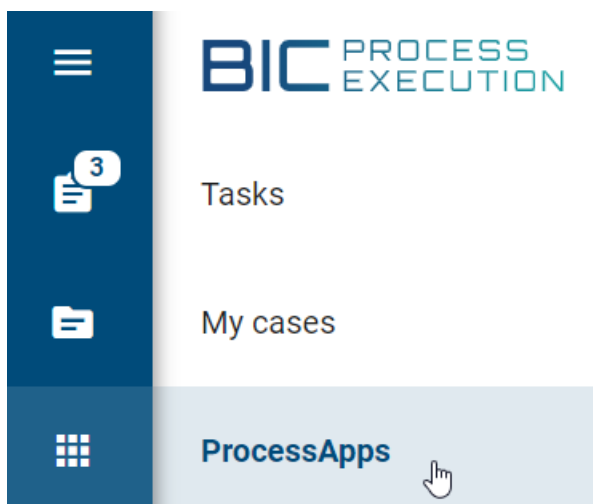 BIC PROCESS
EXECUTION
3
Tasks
My cases
ProcessApps